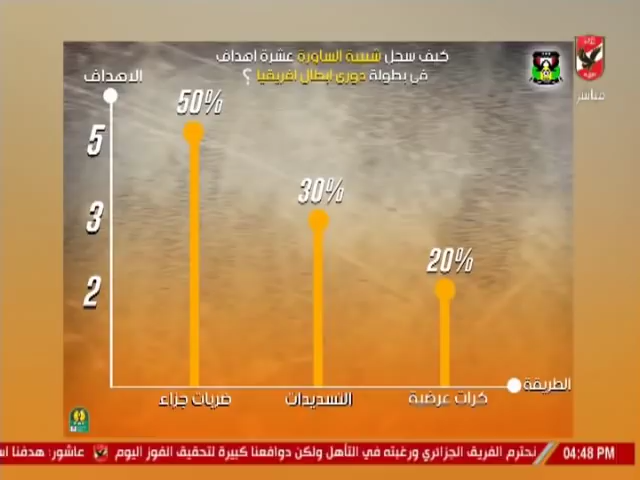 كيف سجل شبيبة الساورة عشرة اهداف
في بطولة دوري ابطال افريقيا ؟
مباشر
الاهداف
50%
5
30%
3
20%
2
الطريقة
ضربات جزاء
التسديدات
كرات عرضية
نحترم الفريق الجزائري ورغبته في التأهل ولكن دوافعنا كبيرة لتحقيق الفوز اليوم
عاشور: هدفنا
04:48 PM